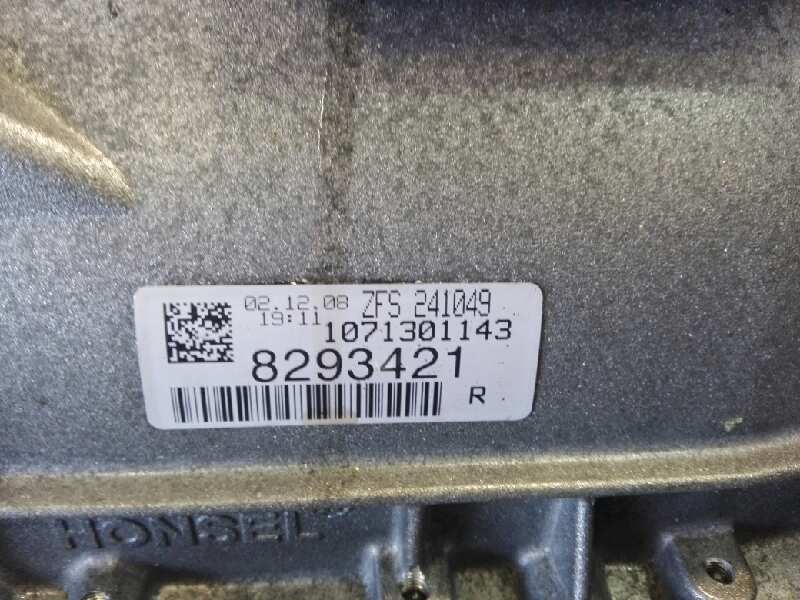 02.12.08 ZFS 241049
19:11 1071301143
8293421
R
HONSEL